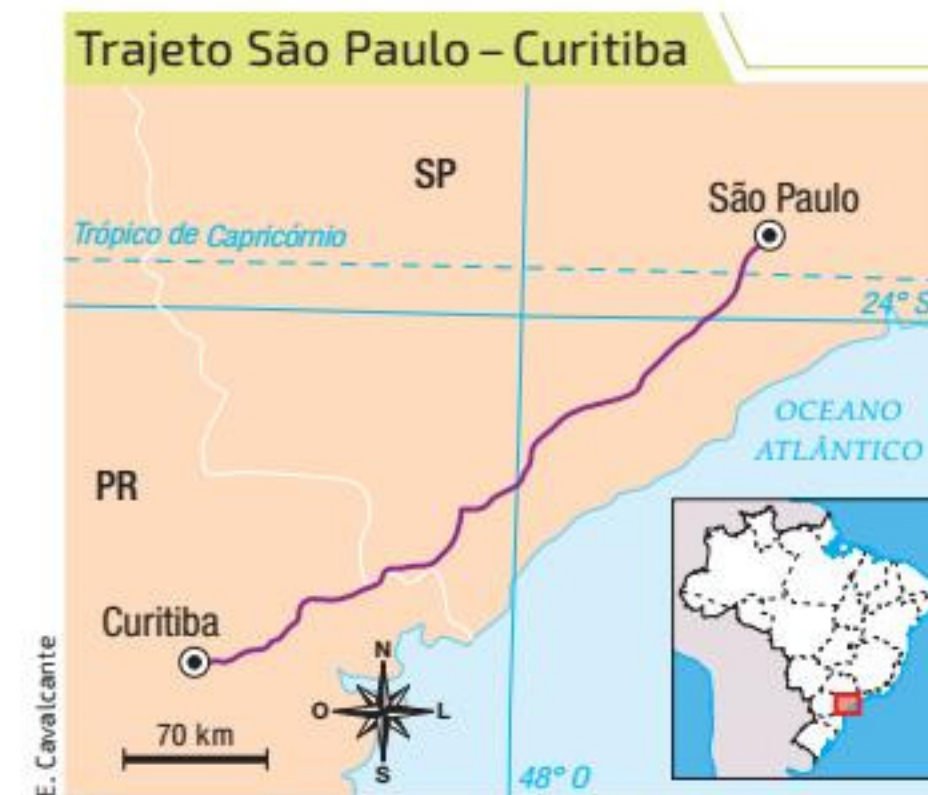 Trajeto São Paulo – Curitiba
SP
São Paulo
Trópico de Capricórnio
24° S
OCEANO
ATLÂNTICO
PR
Curitiba
N
O
L
S
70 km
48° O
E. Cavalcante